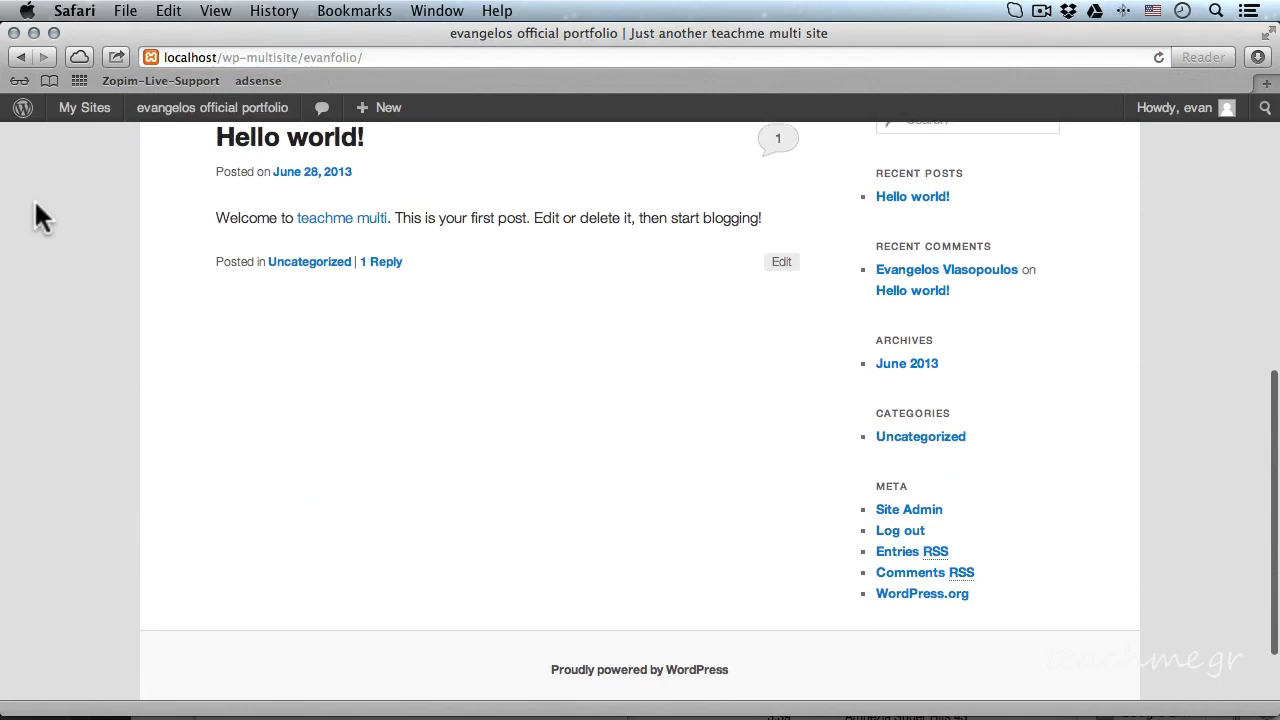 Safari File Edit View History Bookmarks Window Help
evangelos official portfolio | Just another teachme multi site
localhost/wp-multisite/evanfolio/
Reader
Zopim-Live-Support adsense
My Sites evangelos official portfolio New Howdy, evan
Hello world!
1
Posted on June 28, 2013
Welcome to teachme multi. This is your first post. Edit or delete it, then start blogging!
Posted in Uncategorized | 1 Reply
Edit
Search
RECENT POSTS
Hello world!
RECENT COMMENTS
Evangelos Vlasopoulos on
Hello world!
ARCHIVES
June 2013
CATEGORIES
Uncategorized
META
Site Admin
Log out
Entries RSS
Comments RSS
WordPress.org
Proudly powered by WordPress
teachme.gr